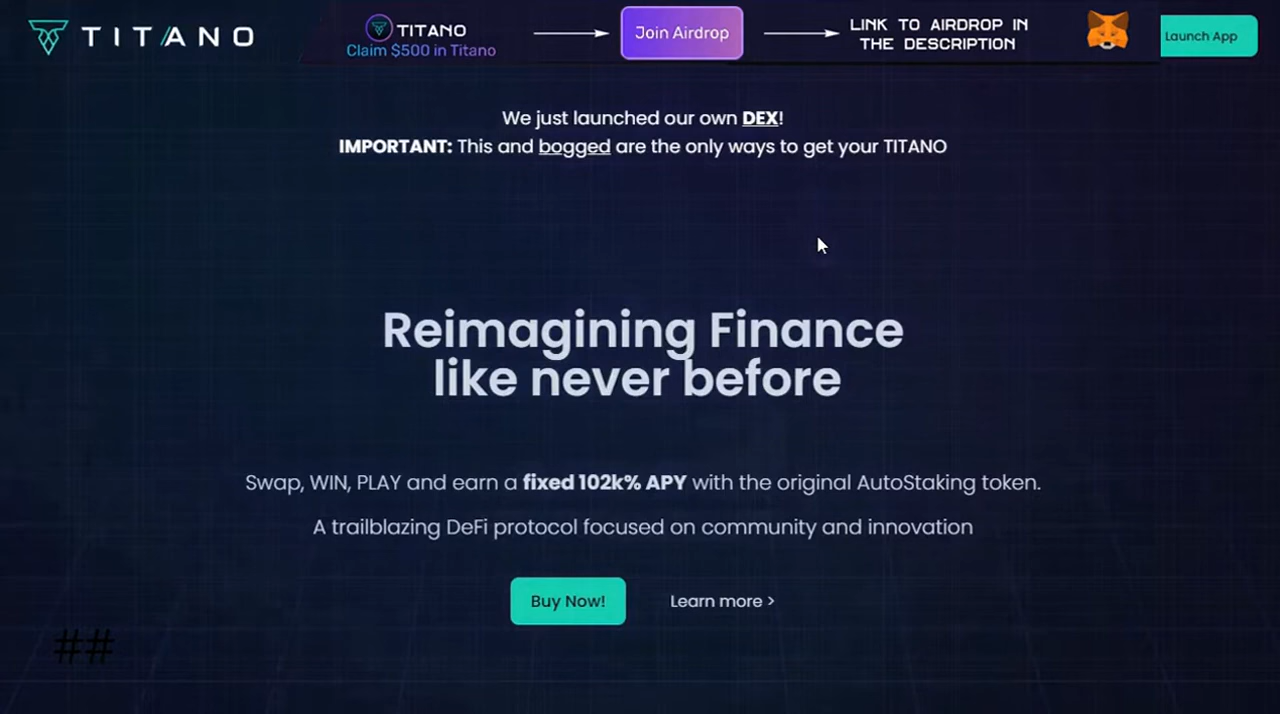 TITANO
TITANO
Claim $500 in Titano
Join Airdrop
LINK TO AIRDROP IN
THE DESCRIPTION
Launch App
We just launched our own DEX!
IMPORTANT: This and bogged are the only ways to get your TITANO
Reimagining Finance
like never before
Swap, WIN, PLAY and earn a fixed 102k% APY with the original AutoStaking token.
A trailblazing DeFi protocol focused on community and innovation
Buy Now!
Learn more >
##